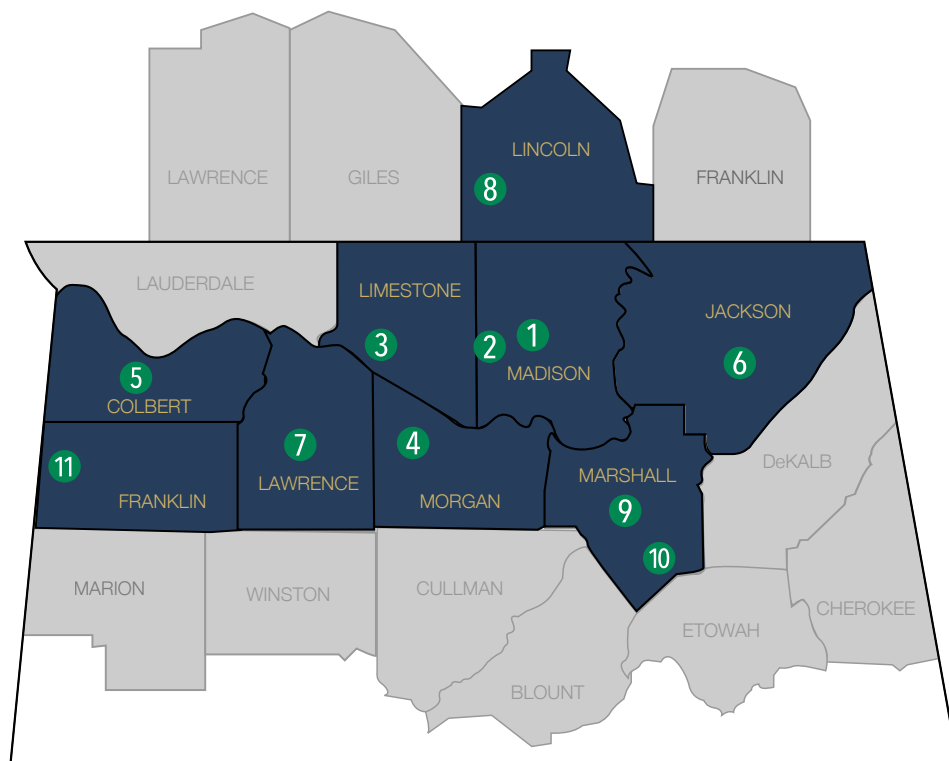 LINCOLN
LAWRENCE
GILES
FRANKLIN
8
LAUDERDALE
LIMESTONE
JACKSON
1
3
2
6
MADISON
5
COLBERT
7
4
11
DeKALB
MARSHALL
LAWRENCE
FRANKLIN
MORGAN
9
10
MARION
CULLMAN
WINSTON
CHEROKEE
ETOWAH
BLOUNT